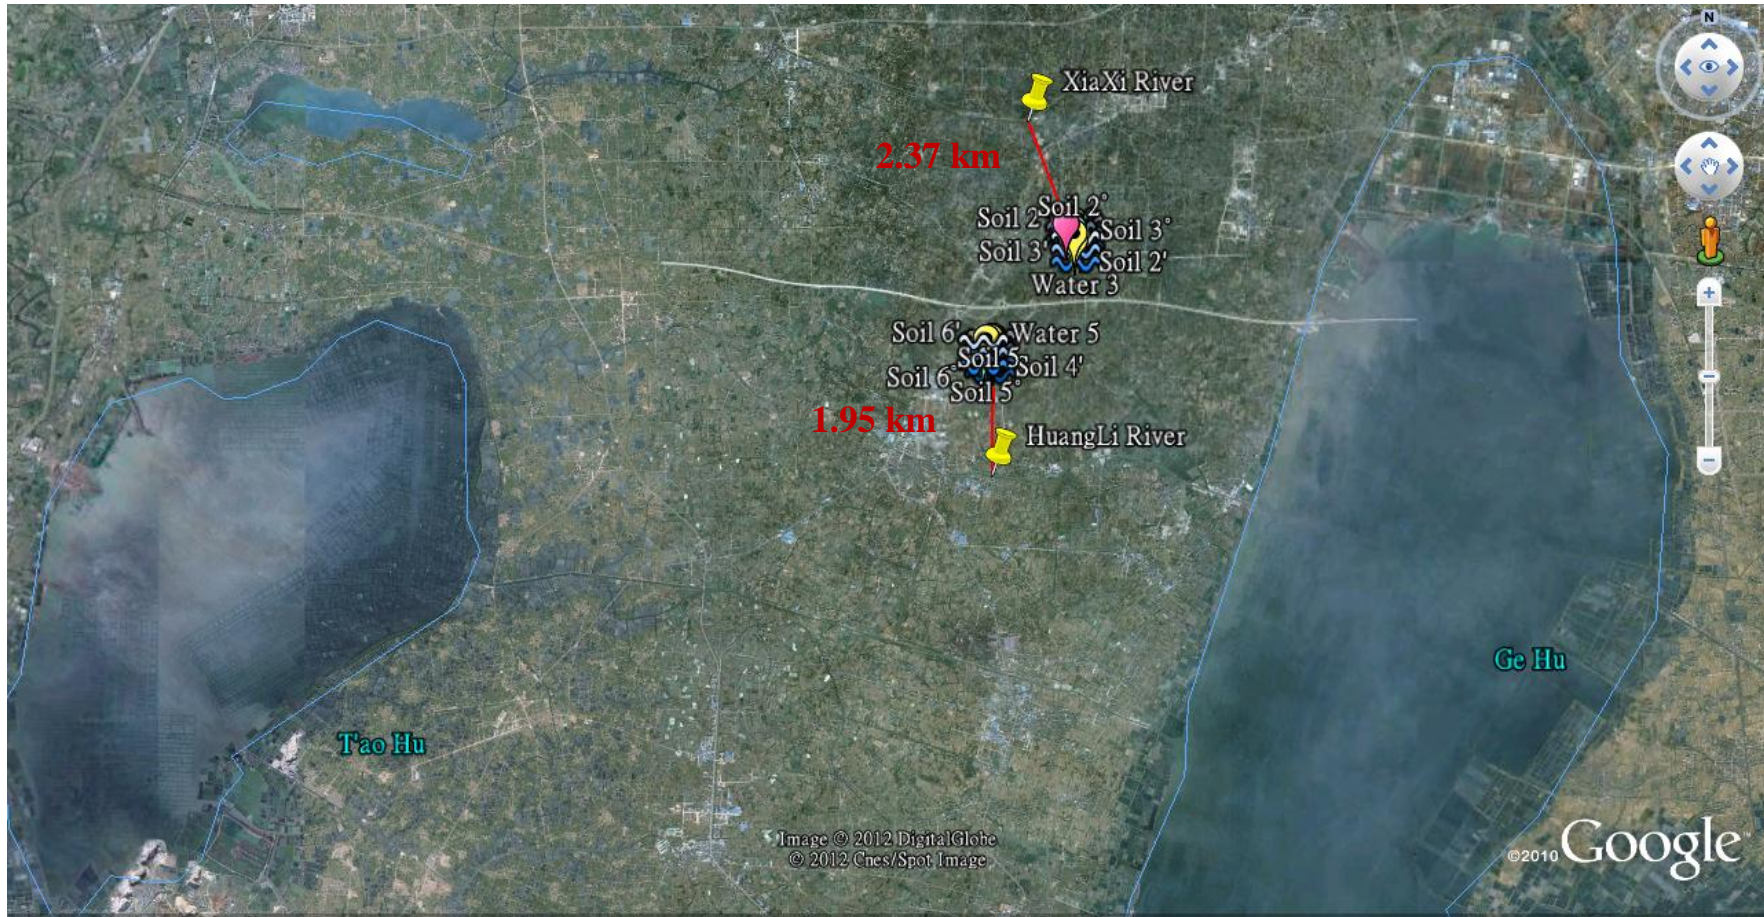 N
XiaXi River
2.37 km
Soil 2 Soil 2°
Soil 3' Soil 3°
Soil 2'
Water 3
Soil 6' Water 5
Soil 5 Soil 4'
Soil 6°
Soil 5°
1.95 km
HuangLi River
Ge Hu
T'ao Hu
Image © 2012 DigitalGlobe
© 2012 Cnes/Spot Image
©2010 Google